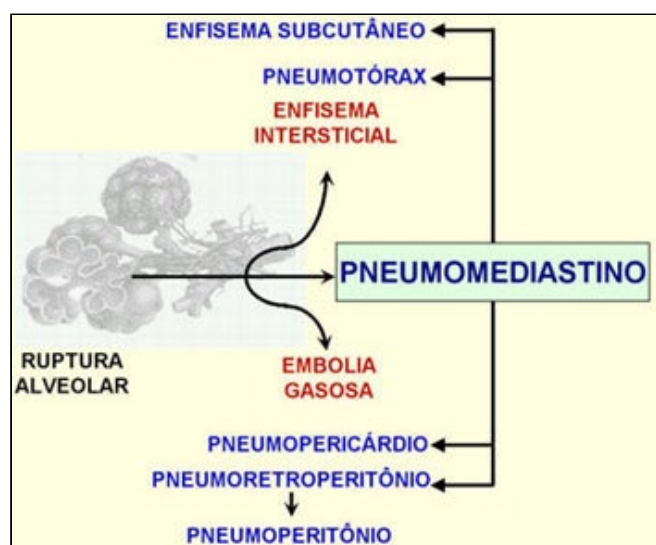 ENFISEMA SUBCUTÂNEO
PNEUMOTÓRAX
ENFISEMA
INTERSTICIAL
PNEUMOMEDIASTINO
RUPTURA
ALVEOLAR
EMBOLIA
GASOSA
PNEUMOPERICÁRDIO
PNEUMORETROPERITÔNIO
PNEUMOPERITÔNIO